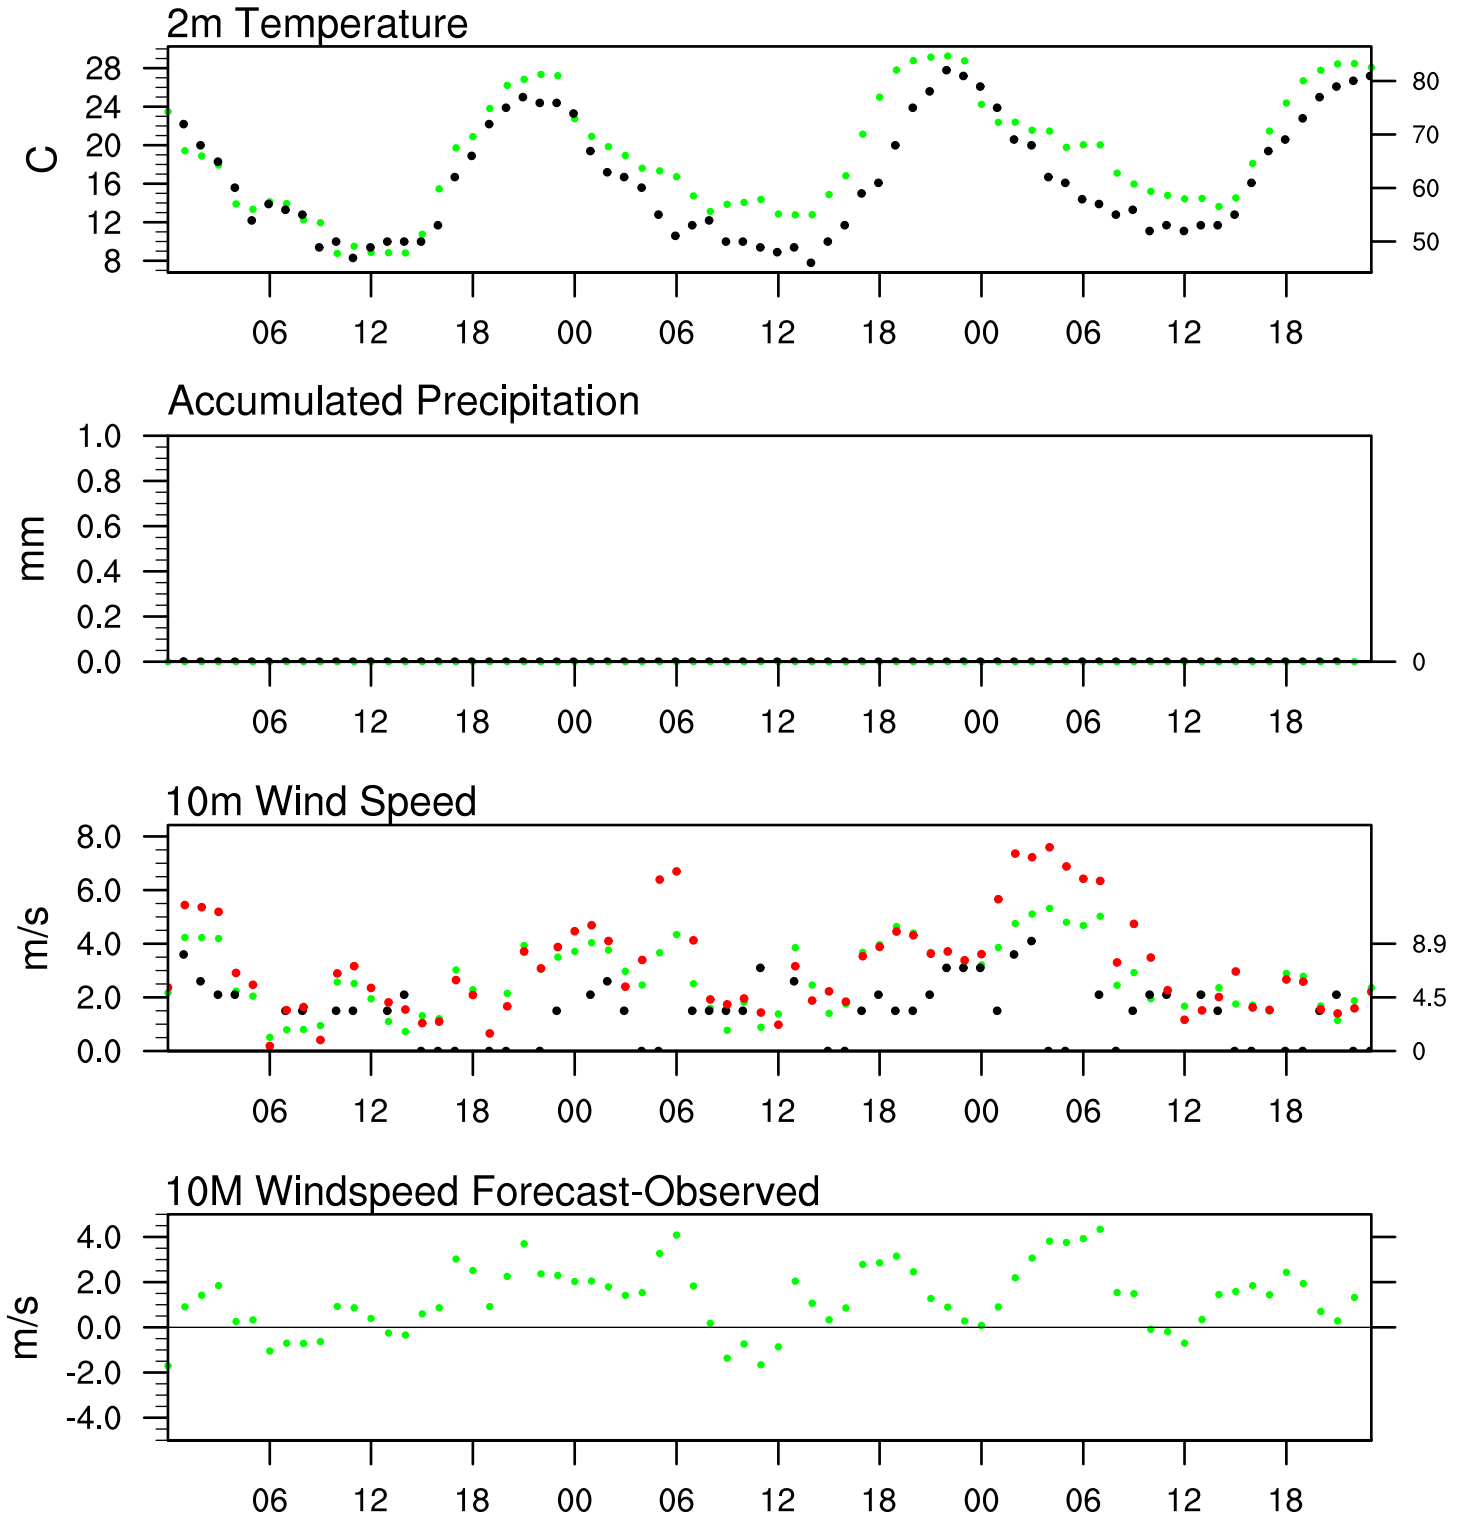 2m Temperature
28
24
20
16
12
8
C
80
70
60
50
06 12 18 00 06 12 18 00 06 12 18
Accumulated Precipitation
1.0
0.8
0.6
0.4
0.2
0.0
mm
0
06 12 18 00 06 12 18 00 06 12 18
10m Wind Speed
8.0
6.0
4.0
2.0
0.0
m/s
8.9
4.5
0
06 12 18 00 06 12 18 00 06 12 18
10M Windspeed Forecast-Observed
4.0
2.0
0.0
-2.0
-4.0
m/s
06 12 18 00 06 12 18 00 06 12 18